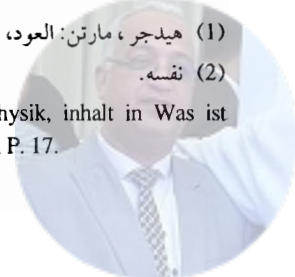 (1) هيدجر ، مارتن: العود،
(2) نفسه.
hysik, inhalt in Was ist
P. 17.